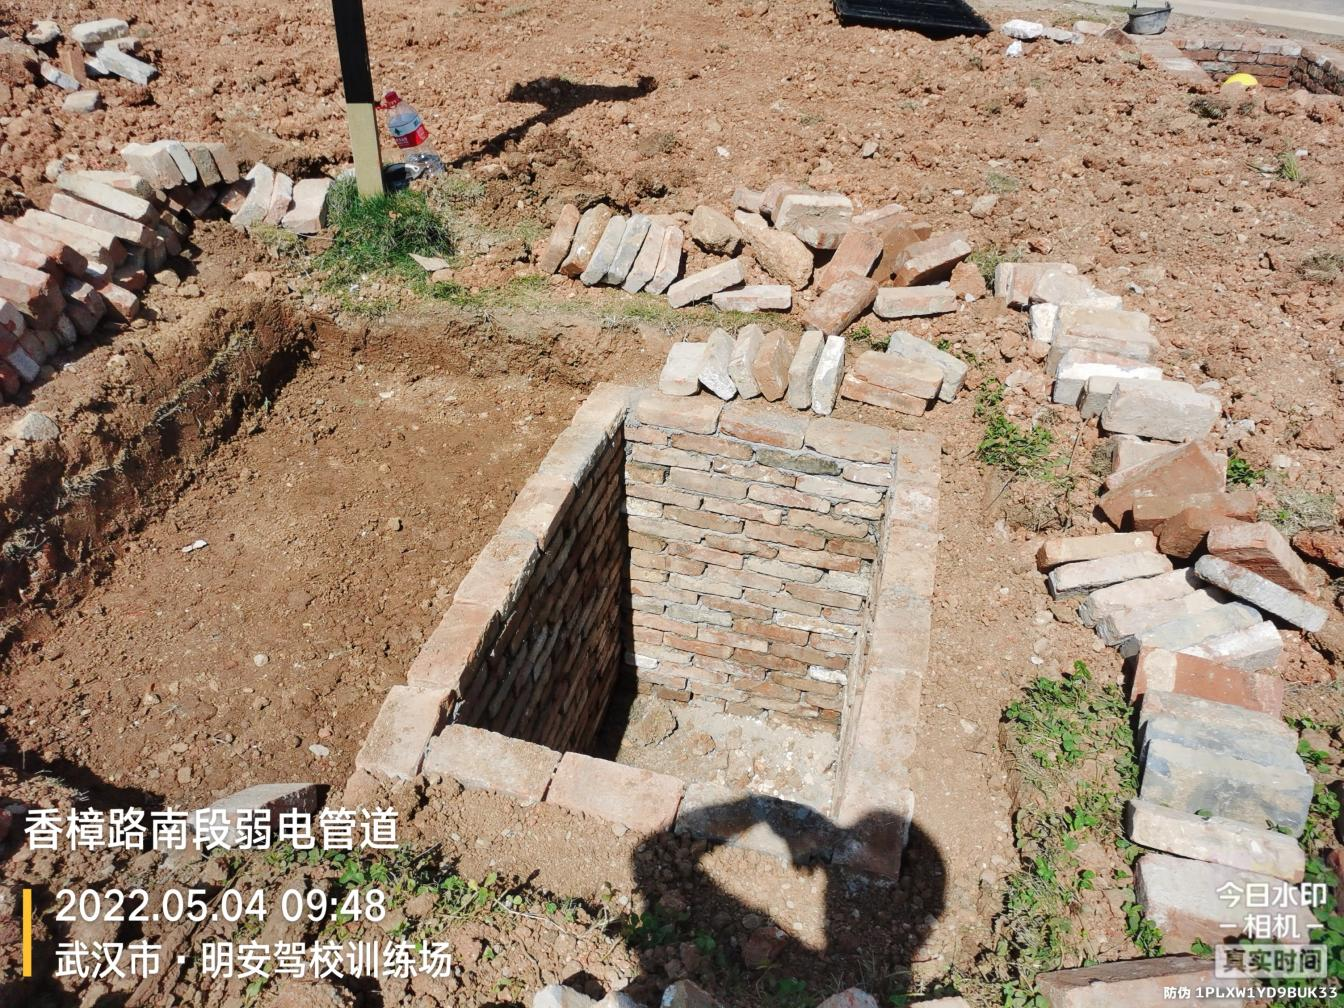 香樟路南段弱电管道
2022.05.04 09:48
武汉市·明安驾校训练场
今日水印
-相机-
真实时间
防伪 1PLXW1YD9BUK33